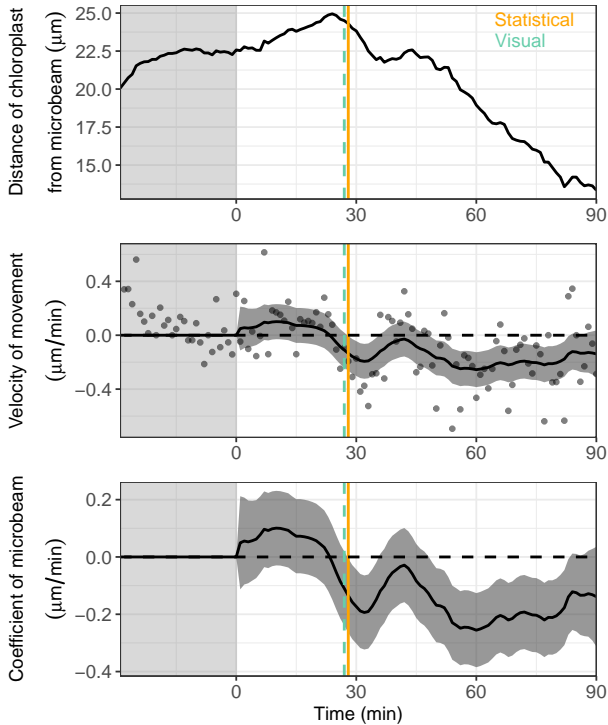 Distance of chloroplast
from microbeam (μm)
25.0
22.5
20.0
17.5
15.0
Statistical
Visual
0
30
60
90
Velocity of movement
(μm/min)
0.4
0.0
−0.4
0
30
60
90
Coefficient of microbeam
(μm/min)
0.2
0.0
−0.2
−0.4
0
30
60
90
Time (min)